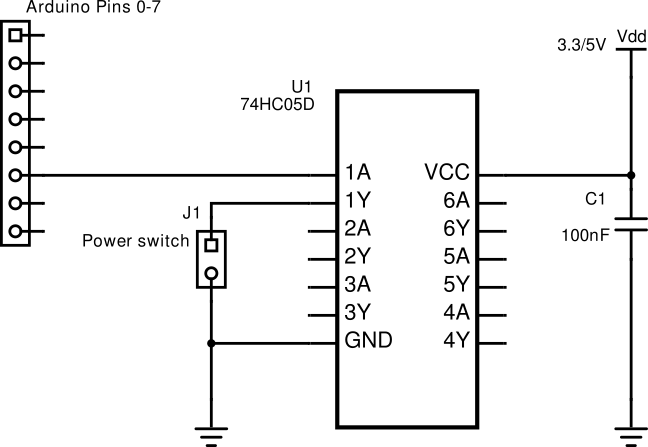 Arduino Pins 0-7
Vdd
3.3/5V
U1
74HC05D
1A
1Y
2A
2Y
3A
3Y
GND
VCC
6A
6Y
5A
5Y
4A
4Y
J1
Power switch
C1
100nF